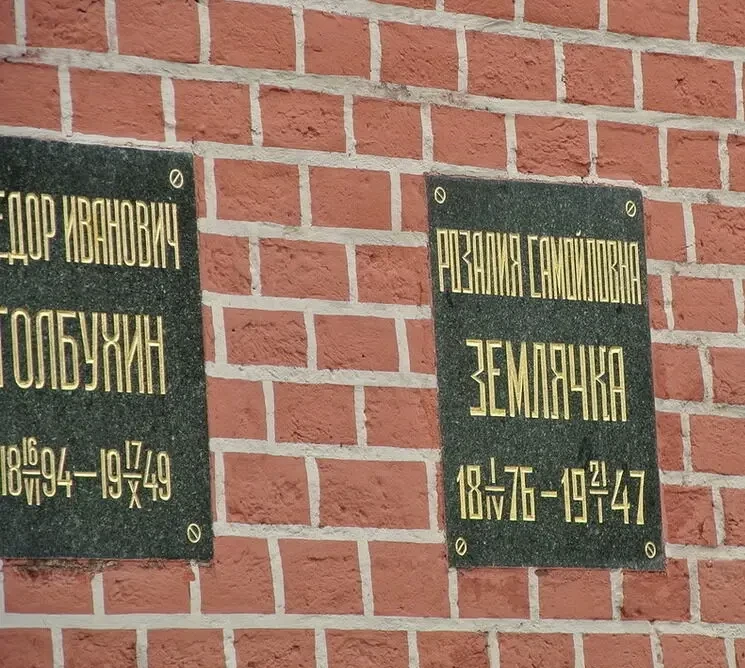 ЕДОР ИВАНОВИЧ
ТОЛБУХИН
18 16/VI 94 — 19 17/X 49
РОЗАЛИЯ САМОЙЛОВНА
ЗЕМЛЯЧКА
18 1/IV 76 — 19 21/I 47